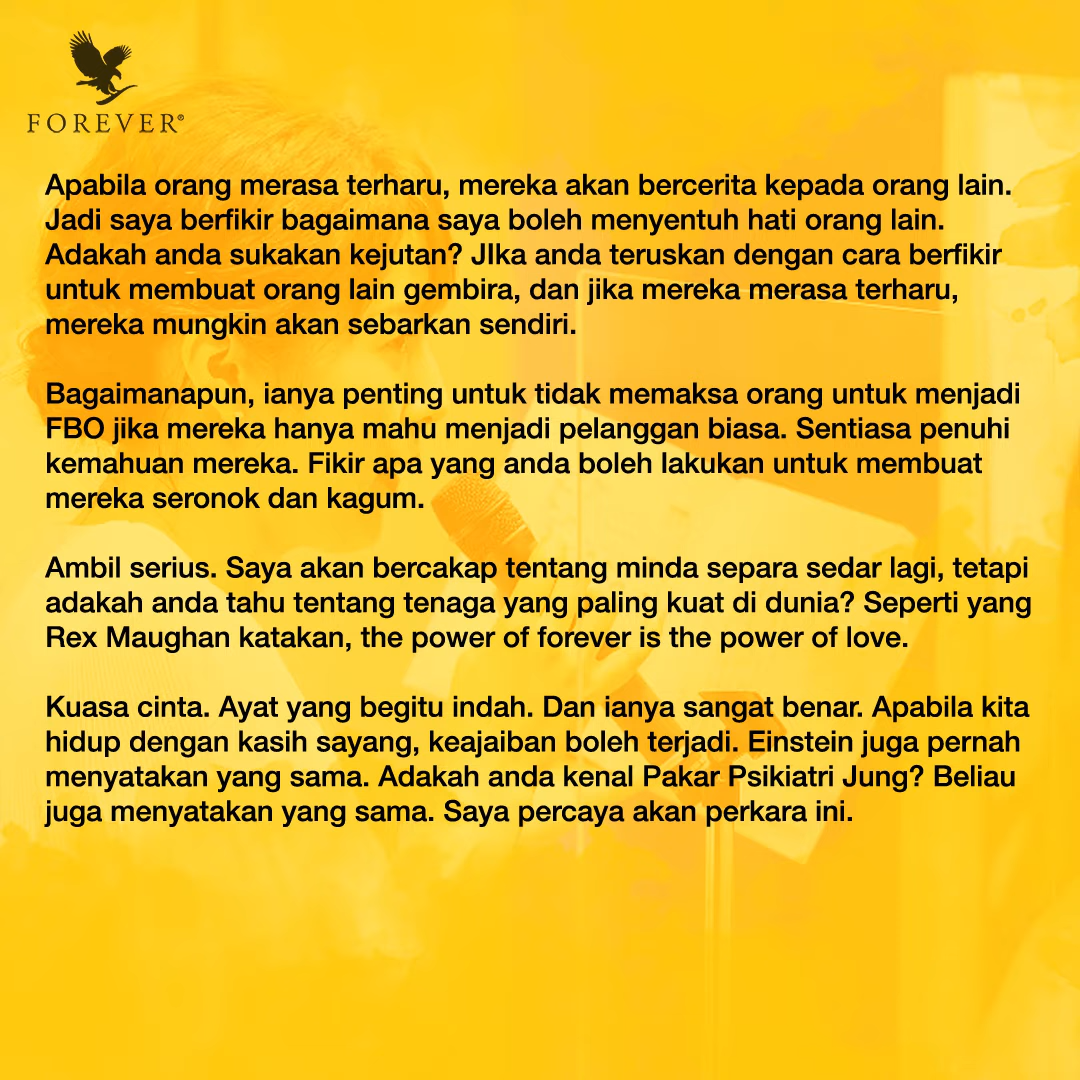 FOREVER®
Apabila orang merasa terharu, mereka akan bercerita kepada orang lain.
Jadi saya berfikir bagaimana saya boleh menyentuh hati orang lain.
Adakah anda sukakan kejutan? JIka anda teruskan dengan cara berfikir
untuk membuat orang lain gembira, dan jika mereka merasa terharu,
mereka mungkin akan sebarkan sendiri.
Bagaimanapun, ianya penting untuk tidak memaksa orang untuk menjadi
FBO jika mereka hanya mahu menjadi pelanggan biasa. Sentiasa penuhi
kemahuan mereka. Fikir apa yang anda boleh lakukan untuk membuat
mereka seronok dan kagum.
Ambil serius. Saya akan bercakap tentang minda separa sedar lagi, tetapi
adakah anda tahu tentang tenaga yang paling kuat di dunia? Seperti yang
Rex Maughan katakan, the power of forever is the power of love.
Kuasa cinta. Ayat yang begitu indah. Dan ianya sangat benar. Apabila kita
hidup dengan kasih sayang, keajaiban boleh terjadi. Einstein juga pernah
menyatakan yang sama. Adakah anda kenal Pakar Psikiatri Jung? Beliau
juga menyatakan yang sama. Saya percaya akan perkara ini.